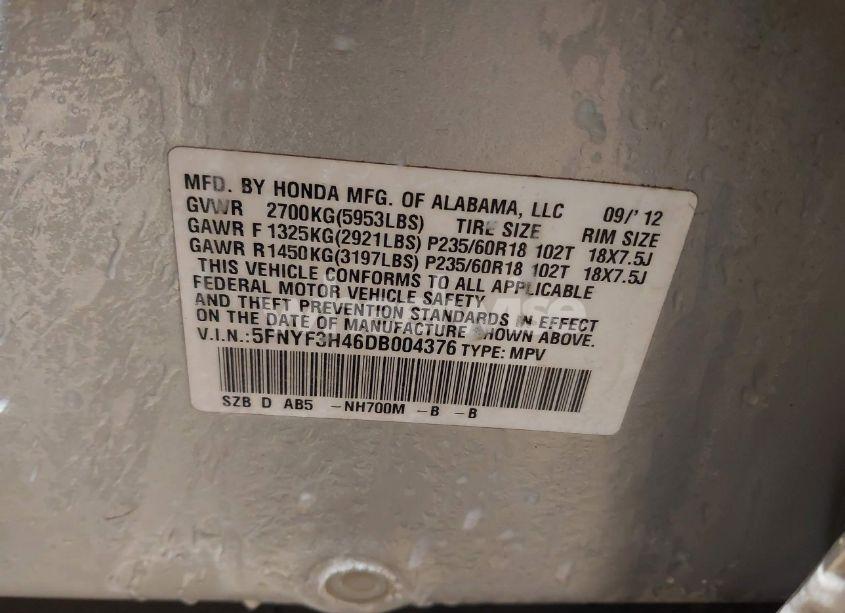 MFD. BY HONDA MFG. OF ALABAMA, LLC 09/'12
GVWR 2700KG(5953LBS) TIRE SIZE RIM SIZE
GAWR F 1325KG(2921LBS) P235/60R18 102T 18X7.5J
GAWR R1450KG(3197LBS) P235/60R18 102T 18X7.5J
THIS VEHICLE CONFORMS TO ALL APPLICABLE
FEDERAL MOTOR VEHICLE SAFETY
AND THEFT PREVENTION STANDARDS IN EFFECT
ON THE DATE OF MANUFACTURE SHOWN ABOVE.
V.I.N.:5FNYF3H46DB004376 TYPE: MPV
SZB D AB5 -NH700M -B -B